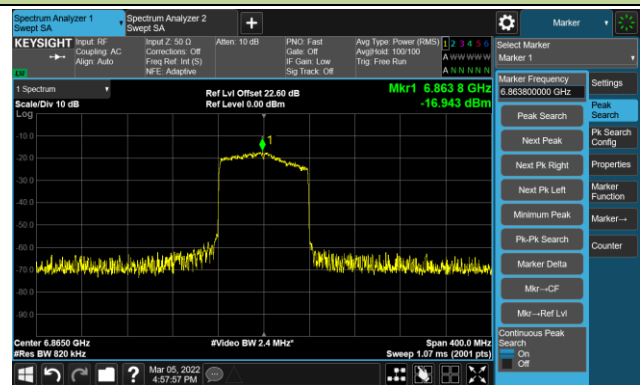 Spectrum Analyzer 1
Swept SA
Spectrum Analyzer 2
Swept SA
Marker
KEYSIGHT
Input: RF
Coupling: AC
Align: Auto
Input Z: 50 Ω
Corrections: Off
Freq Ref: Int (S)
NFE: Adaptive
Atten: 10 dB
PNO: Fast
Gate: Off
IF Gain: Low
Sig Track: Off
Avg Type: Power (RMS)
Avg|Hold: 100/100
Trig: Free Run
1 2 3 4 5 6
A W W W W W
A N N N N N
Select Marker
Marker 1
1 Spectrum
Scale/Div 10 dB
Log
Ref Lvl Offset 22.60 dB
Ref Level 0.00 dBm
Mkr1 6.863 8 GHz
-16.943 dBm
-10.0
-20.0
-30.0
-40.0
-50.0
-60.0
-70.0
-80.0
-90.0
1
Center 6.8650 GHz
#Res BW 820 kHz
#Video BW 2.4 MHz*
Span 400.0 MHz
Sweep 1.07 ms (2001 pts)
Marker Frequency
6.863800000 GHz
Peak Search
Next Peak
Next Pk Right
Next Pk Left
Minimum Peak
Pk-Pk Search
Marker Delta
Mkr→CF
Mkr→Ref Lvl
Continuous Peak
Search
On
Off
Settings
Peak
Search
Pk Search
Config
Properties
Marker
Function
Marker→
Counter
Mar 05, 2022
4:57:57 PM